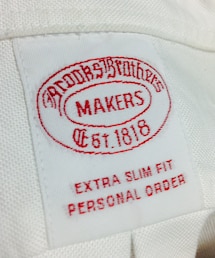 Brooks Brothers
MAKERS
Est. 1818
EXTRA SLIM FIT
PERSONAL ORDER